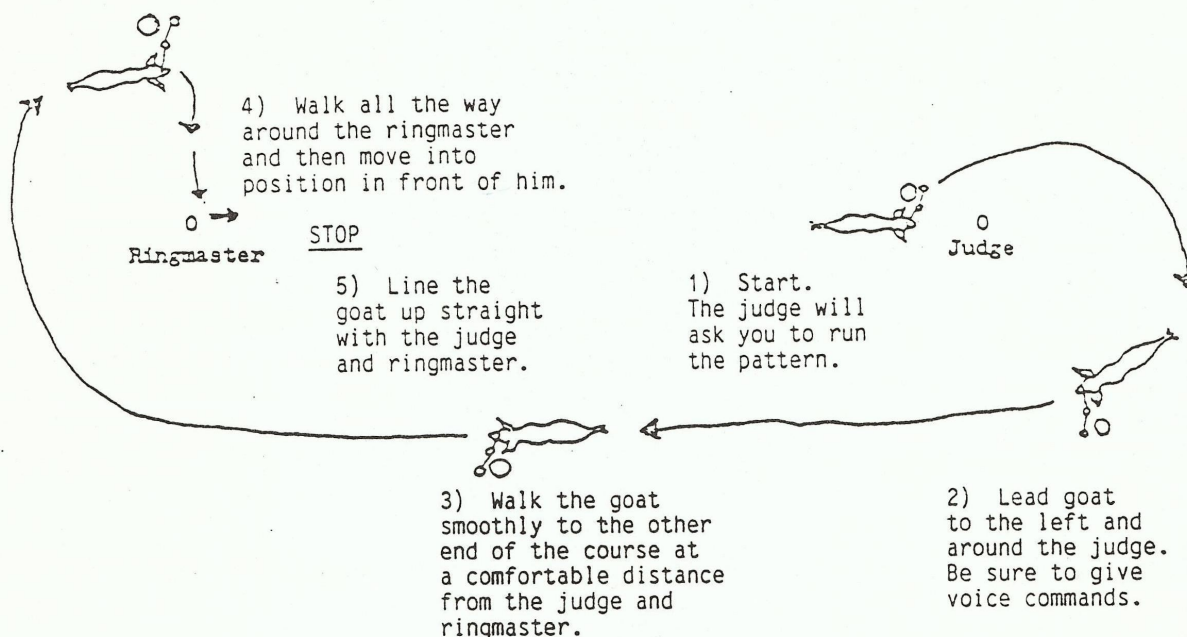 4) Walk all the way
around the ringmaster
and then move into
position in front of him.
Ringmaster
STOP
Judge
5) Line the
goat up straight
with the judge
and ringmaster.
1) Start.
The judge will
ask you to run
the pattern.
3) Walk the goat
smoothly to the other
end of the course at
a comfortable distance
from the judge and
ringmaster.
2) Lead goat
to the left and
around the judge.
Be sure to give
voice commands.